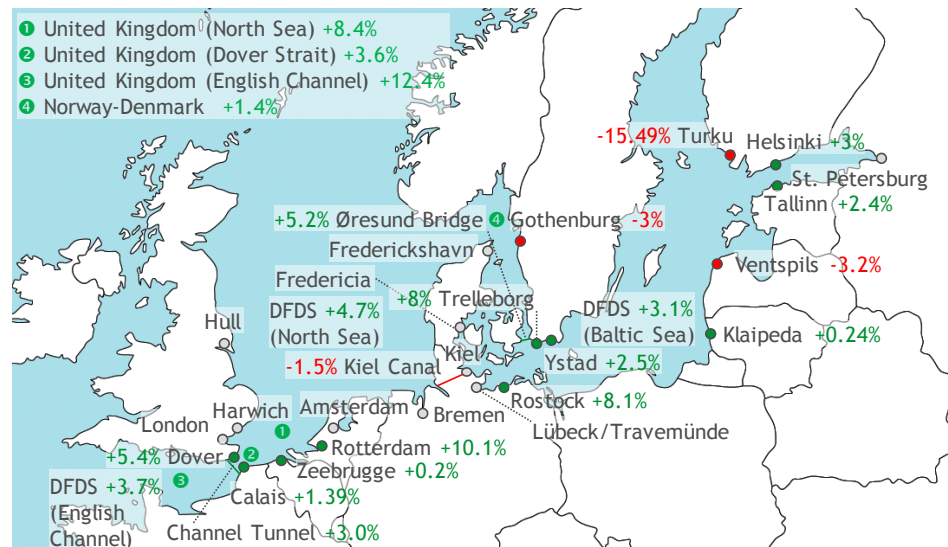 ❶ United Kingdom (North Sea) +8.4%
❷ United Kingdom (Dover Strait) +3.6%
❸ United Kingdom (English Channel) +12.4%
❹ Norway-Denmark +1.4%
-15.49% Turku
Helsinki +3%
St. Petersburg
Tallinn +2.4%
+5.2% Øresund Bridge
❹
Gothenburg -3%
Frederickshavn
Ventspils -3.2%
Fredericia
+8% Trelleborg
DFDS +4.7%
(North Sea)
DFDS +3.1%
(Baltic Sea)
Hull
Klaipeda +0.24%
Kiel
-1.5% Kiel Canal
Ystad +2.5%
Rostock +8.1%
Harwich
Amsterdam
Bremen
Lübeck/Travemünde
London
❶
❷
Rotterdam +10.1%
+5.4% Dover
Zeebrugge +0.2%
❸
DFDS +3.7%
(English
Channel)
Calais +1.39%
Channel Tunnel +3.0%